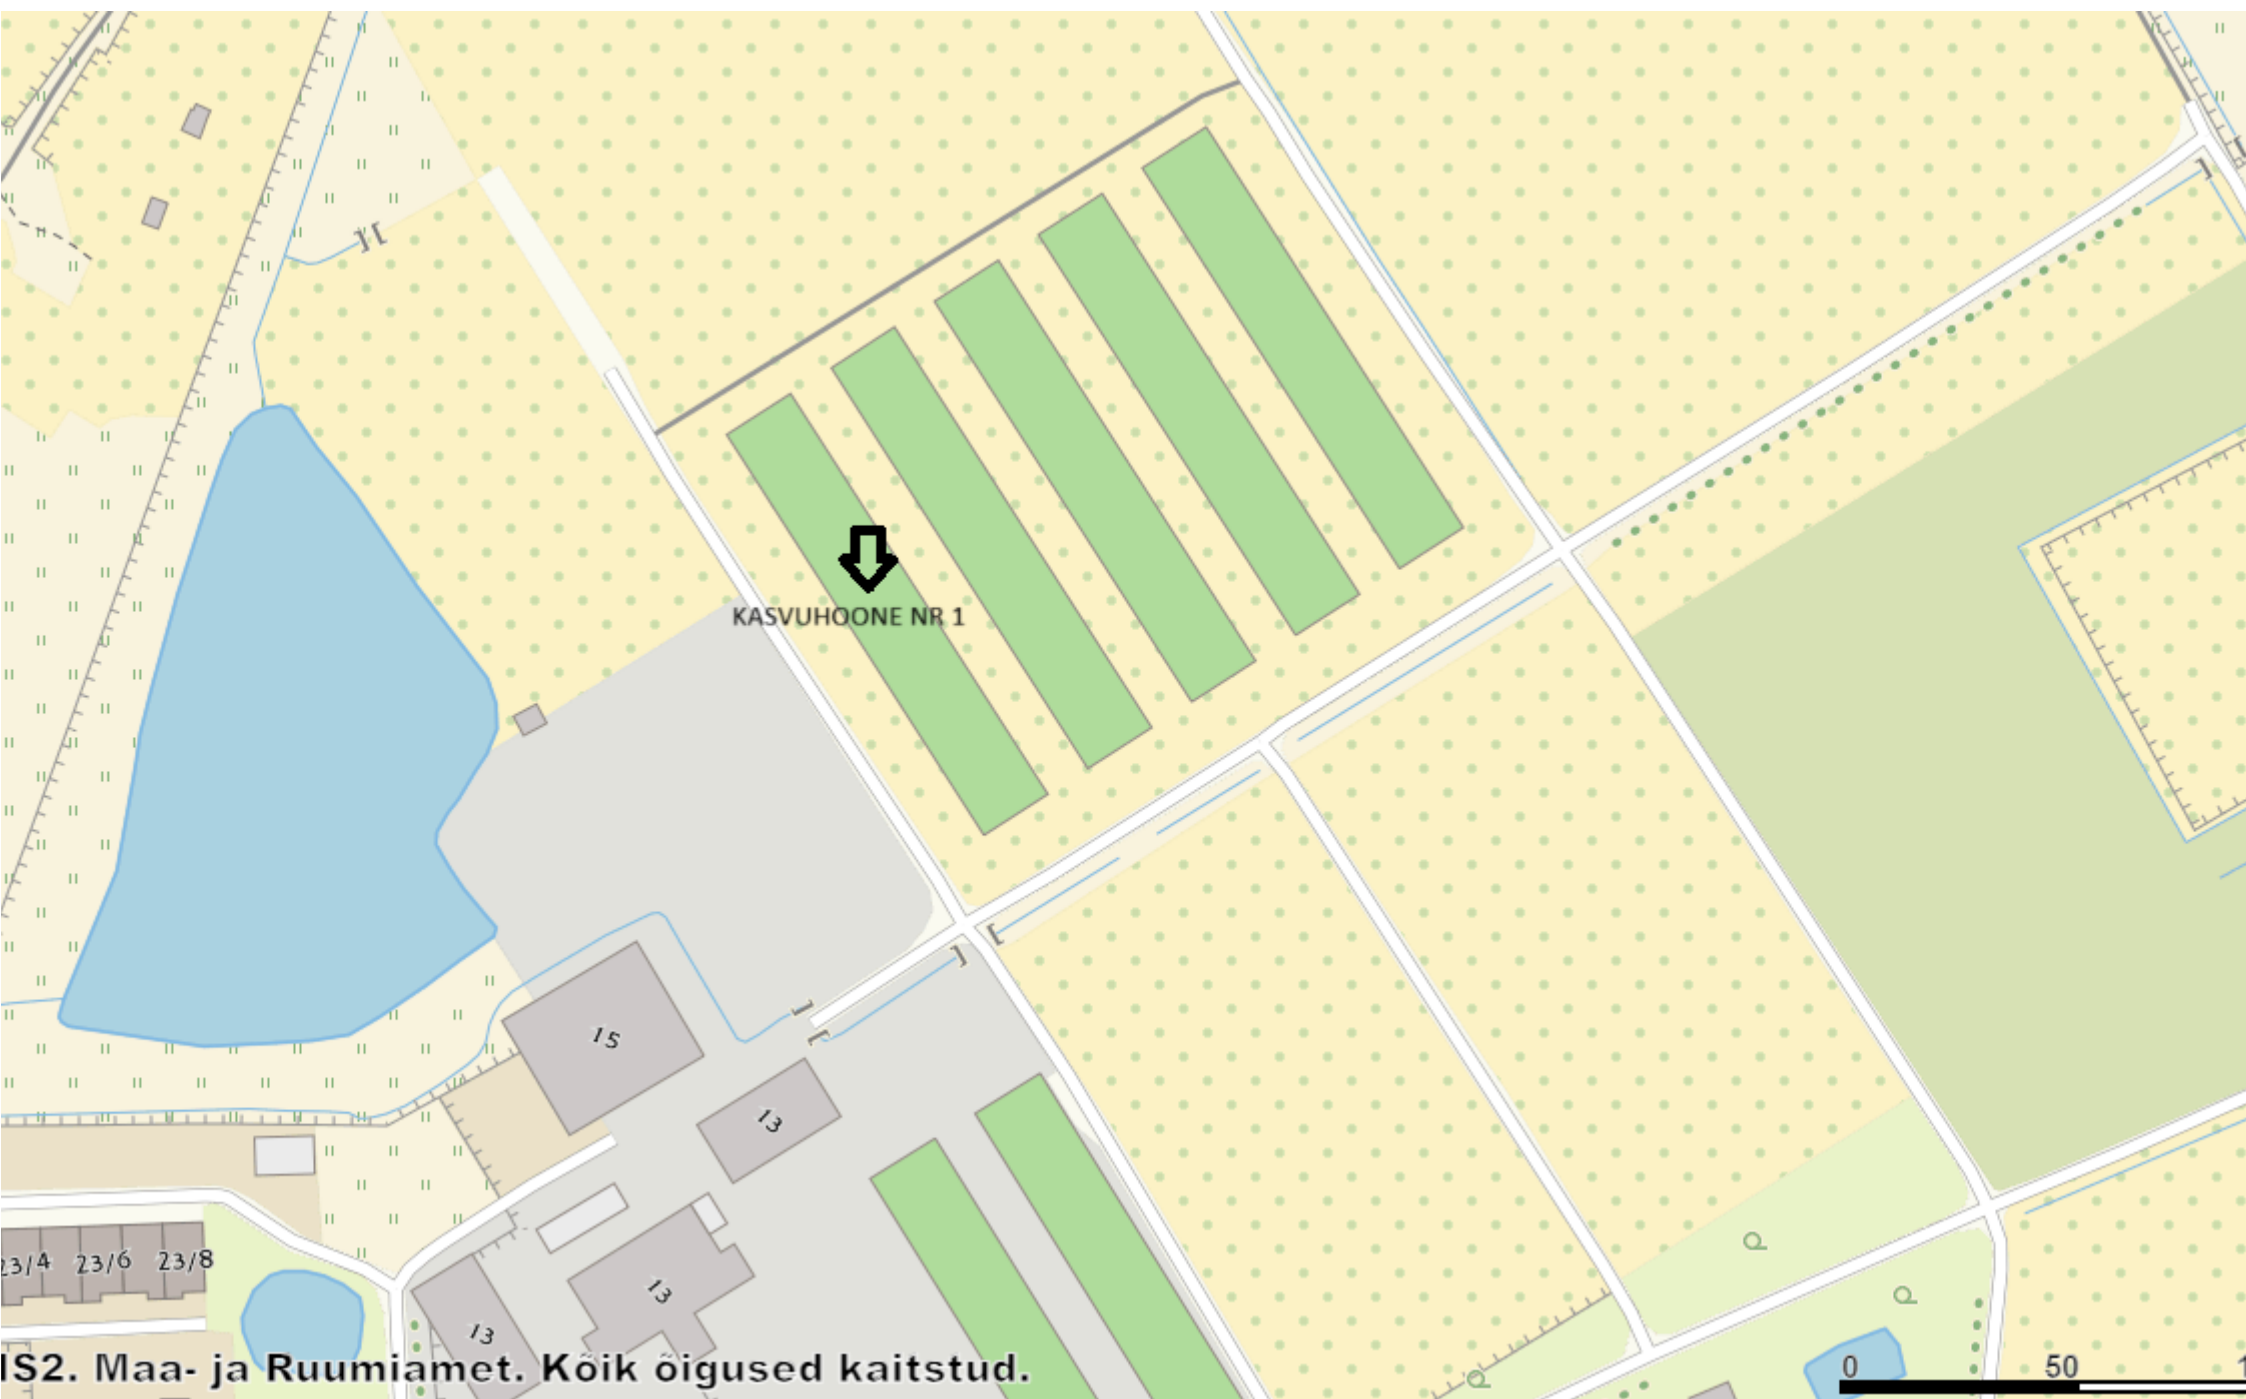 KASVUHOONE NR 1
15
13
23/4 23/6 23/8
13
13
IS2. Maa- ja Ruumiamet. Kõik õigused kaitstud.
0 50